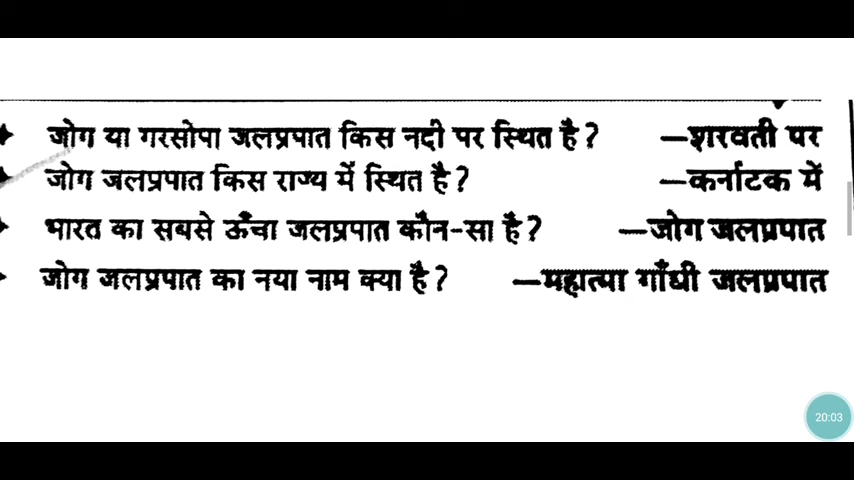 जोग या गरसोपा जलप्रपात किस नदी पर स्थित है? —शरवती पर
जोग जलप्रपात किस राज्य में स्थित है? —कर्नाटक में
भारत का सबसे ऊँचा जलप्रपात कौन-सा है? —जोग जलप्रपात
जोग जलप्रपात का नया नाम क्या है? —महात्मा गाँधी जलप्रपात
20:03